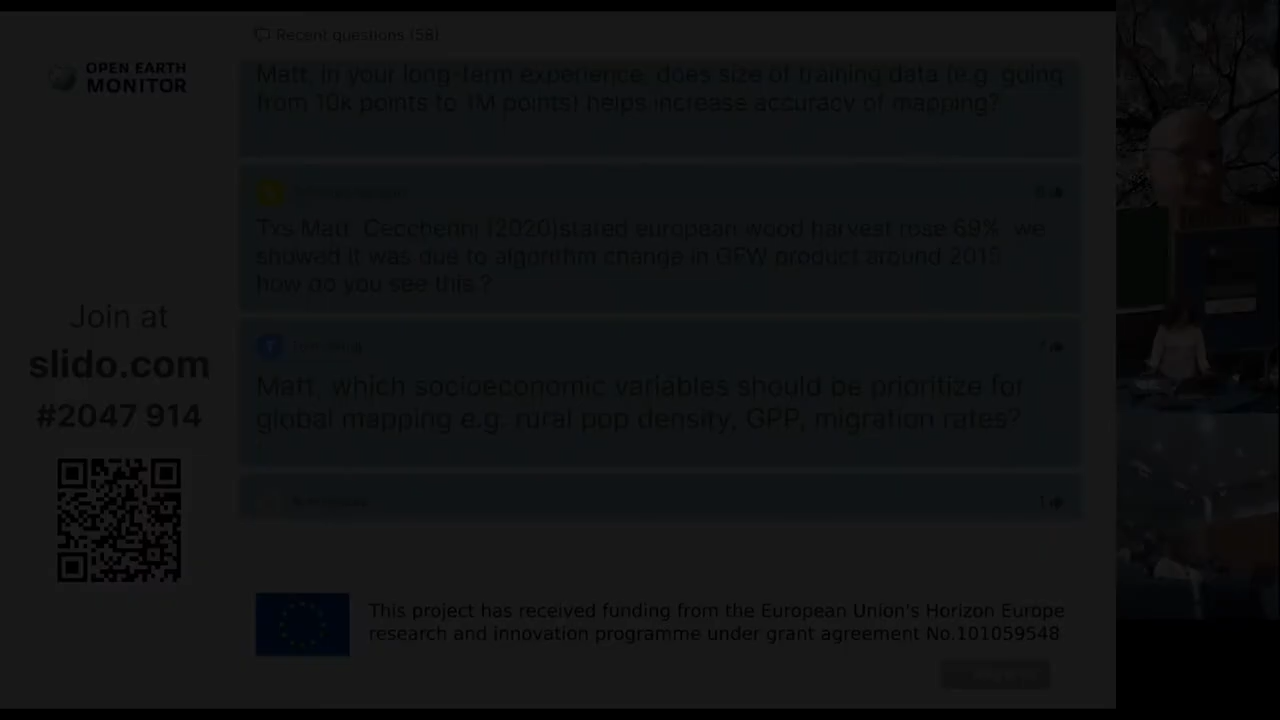 Recent questions (58)
OPEN EARTH
MONITOR
Matt, in your long-term experience, does size of training data (e.g. going
from 10k points to 1M points) helps increase accuracy of mapping?
Txs Matt. Ceccherini (2020)stated european wood harvest rose 69%, we
showed it was due to algorithm change in GFW product around 2015
how do you see this ?
Join at
slido.com
#2047 914
Matt, which socioeconomic variables should be prioritize for
global mapping e.g. rural pop density, GPP, migration rates?
This project has received funding from the European Union's Horizon Europe
research and innovation programme under grant agreement No.101059548